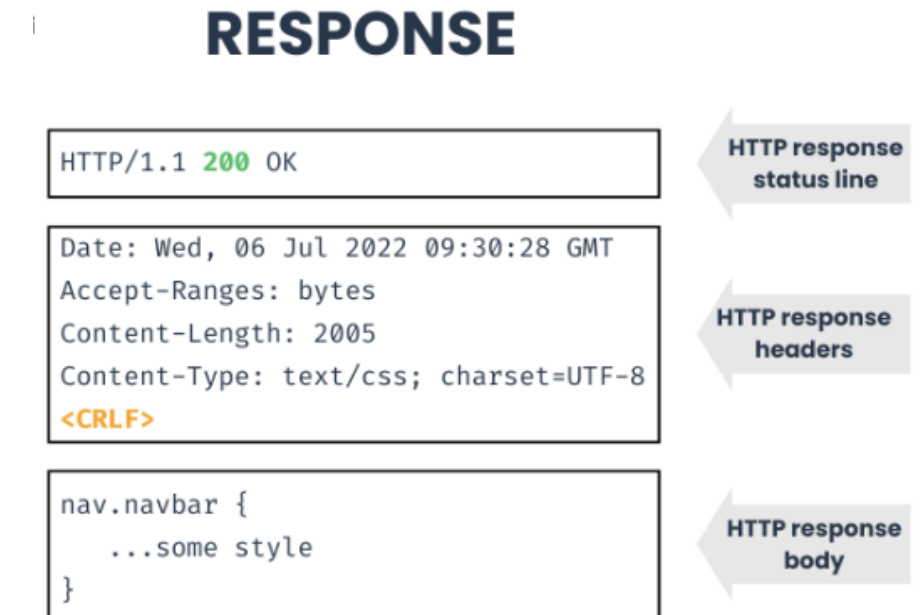 RESPONSE
HTTP/1.1 200 OK
HTTP response
status line
Date: Wed, 06 Jul 2022 09:30:28 GMT
Accept-Ranges: bytes
Content-Length: 2005
Content-Type: text/css; charset=UTF-8
<CRLF>
HTTP response
headers
nav.navbar {
   ...some style
}
HTTP response
body